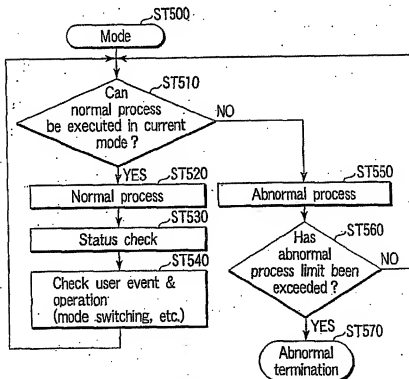 ST500
Mode
ST510
Can
normal process
be executed in current
mode ?
NO
YES
ST520
Normal process
ST530
Status check
ST540
Check user event &
operation
(mode switching, etc.)
ST550
Abnormal process
ST560
Has
abnormal
process limit been
exceeded ?
NO
YES
ST570
Abnormal
termination